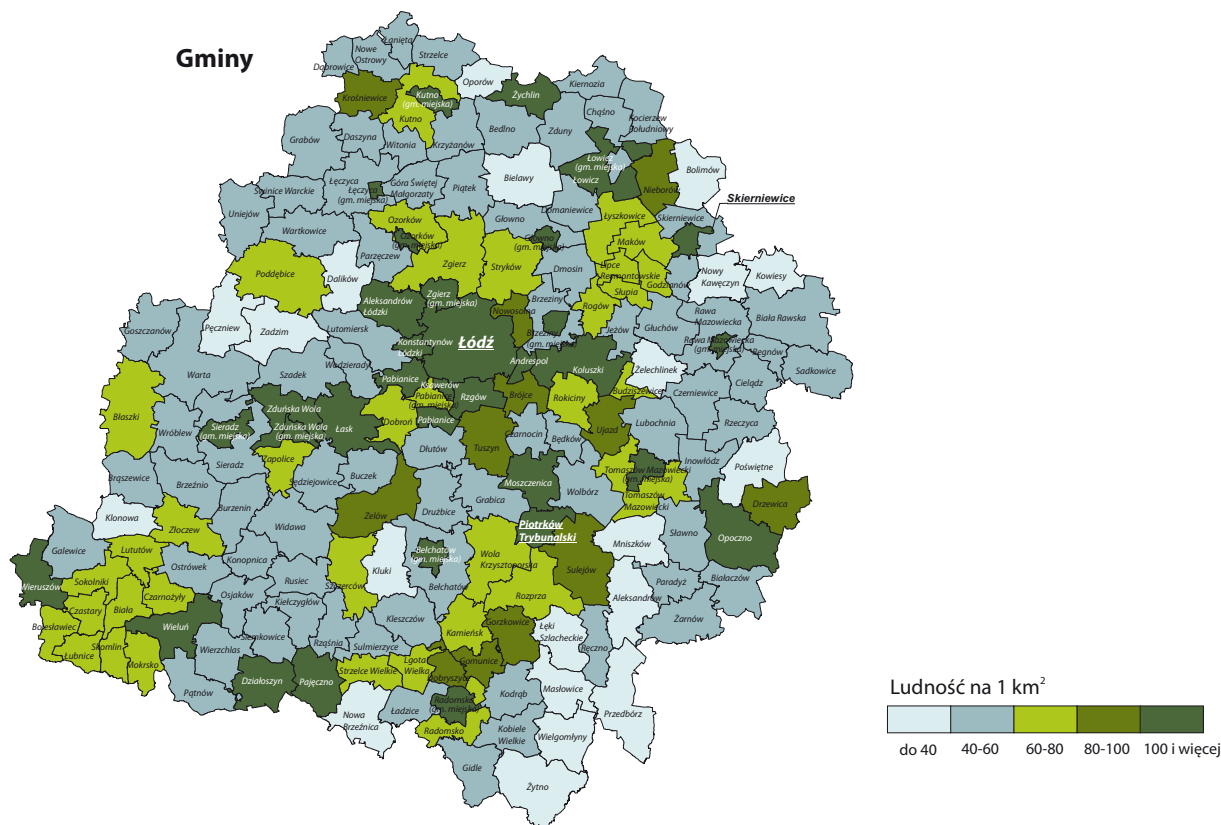 Gminy
Łanięta
Nowe
Ostrowy
Strzelce
Dąbrowice
Oporów
Krośniewice
Kutno
(gm. miejska)
Kutno
Żychlin
Kiernozia
Chąśno
Kocierzew
Południowy
Bedlno
Zduny
Grabów
Daszyna
Witonia
Krzyżanów
Łowicz
(gm. miejska)
Łowicz
Nieborów
Bolimów
Bielawy
Łęczyca
Łęczyca
(gm. miejska)
Góra Świętej
Małgorzaty
Piątek
Świnice Warckie
Uniejów
Wartkowice
Ozorków
Ozorków
(gm. miejska)
Parzęczew
Głowno
Głowno
(gm. miejska)
Domaniewice
Łyszkowice
Skierniewice
Skierniewice
Maków
Zgierz
Stryków
Dmosin
Lipce
Reymontowskie
Słupia
Godzianów
Nowy
Kawęczyn
Kowiesy
Poddębice
Dalików
Aleksandrów
Łódzki
Zgierz
(gm. miejska)
Nowosolna
Brzeziny
Brzeziny
(gm. miejska)
Rogów
Jeżów
Głuchów
Rawa
Mazowiecka
Rawa Mazowiecka
(gm. miejska)
Biała Rawska
Regnów
Sadkowice
Goszczanów
Pęczniew
Zadzim
Lutomiersk
Konstantynów
Łódzki
Łódź
Andrespol
Koluszki
Żelechlinek
Budziszewice
Czerniewice
Cielądz
Warta
Szadek
Wodzierady
Pabianice
Ksawerów
Pabianice
(gm. miejska)
Pabianice
Rzgów
Brójce
Rokiciny
Ujazd
Lubochnia
Rzeczyca
Błaszki
Wróblew
Sieradz
(gm. miejska)
Zduńska Wola
Zduńska Wola
(gm. miejska)
Łask
Dobroń
Tuszyn
Czarnocin
Będków
Inowłódz
Poświętne
Zapolice
Sieradz
Sędziejowice
Buczek
Dłutów
Moszczenica
Wolbórz
Tomaszów Mazowiecki
(gm. miejska)
Tomaszów
Mazowiecki
Drzewica
Brąszewice
Brzeźnio
Burzenin
Widawa
Zelów
Drużbice
Grabica
Piotrków
Trybunalski
Sulejów
Mniszków
Sławno
Opoczno
Klonowa
Złoczew
Galewice
Lututów
Ostrówek
Konopnica
Szczerców
Kluki
Bełchatów
(gm. miejska)
Bełchatów
Wola
Krzysztoporska
Rozprza
Aleksandrów
Paradyż
Białaczów
Żarnów
Wieruszów
Sokolniki
Czastary
Biała
Czarnożyły
Osjaków
Rusiec
Kiełczygłów
Kleszczów
Kamieńsk
Gorzkowice
Łęki
Szlacheckie
Ręczno
Bolesławiec
Łubnice
Skomlin
Mokrsko
Wieluń
Wierzchlas
Siemkowice
Rząśnia
Sulmierzyce
Pątnów
Działoszyn
Pajęczno
Strzelce Wielkie
Lgota
Wielka
Dobryszyce
Gomunice
Kodrąb
Masłowice
Przedbórz
Nowa
Brzeźnica
Ładzice
Radomsko
(gm. miejska)
Radomsko
Kobiele
Wielkie
Wielgomłyny
Gidle
Żytno
Ludność na 1 km²
do 40
40-60
60-80
80-100
100 i więcej